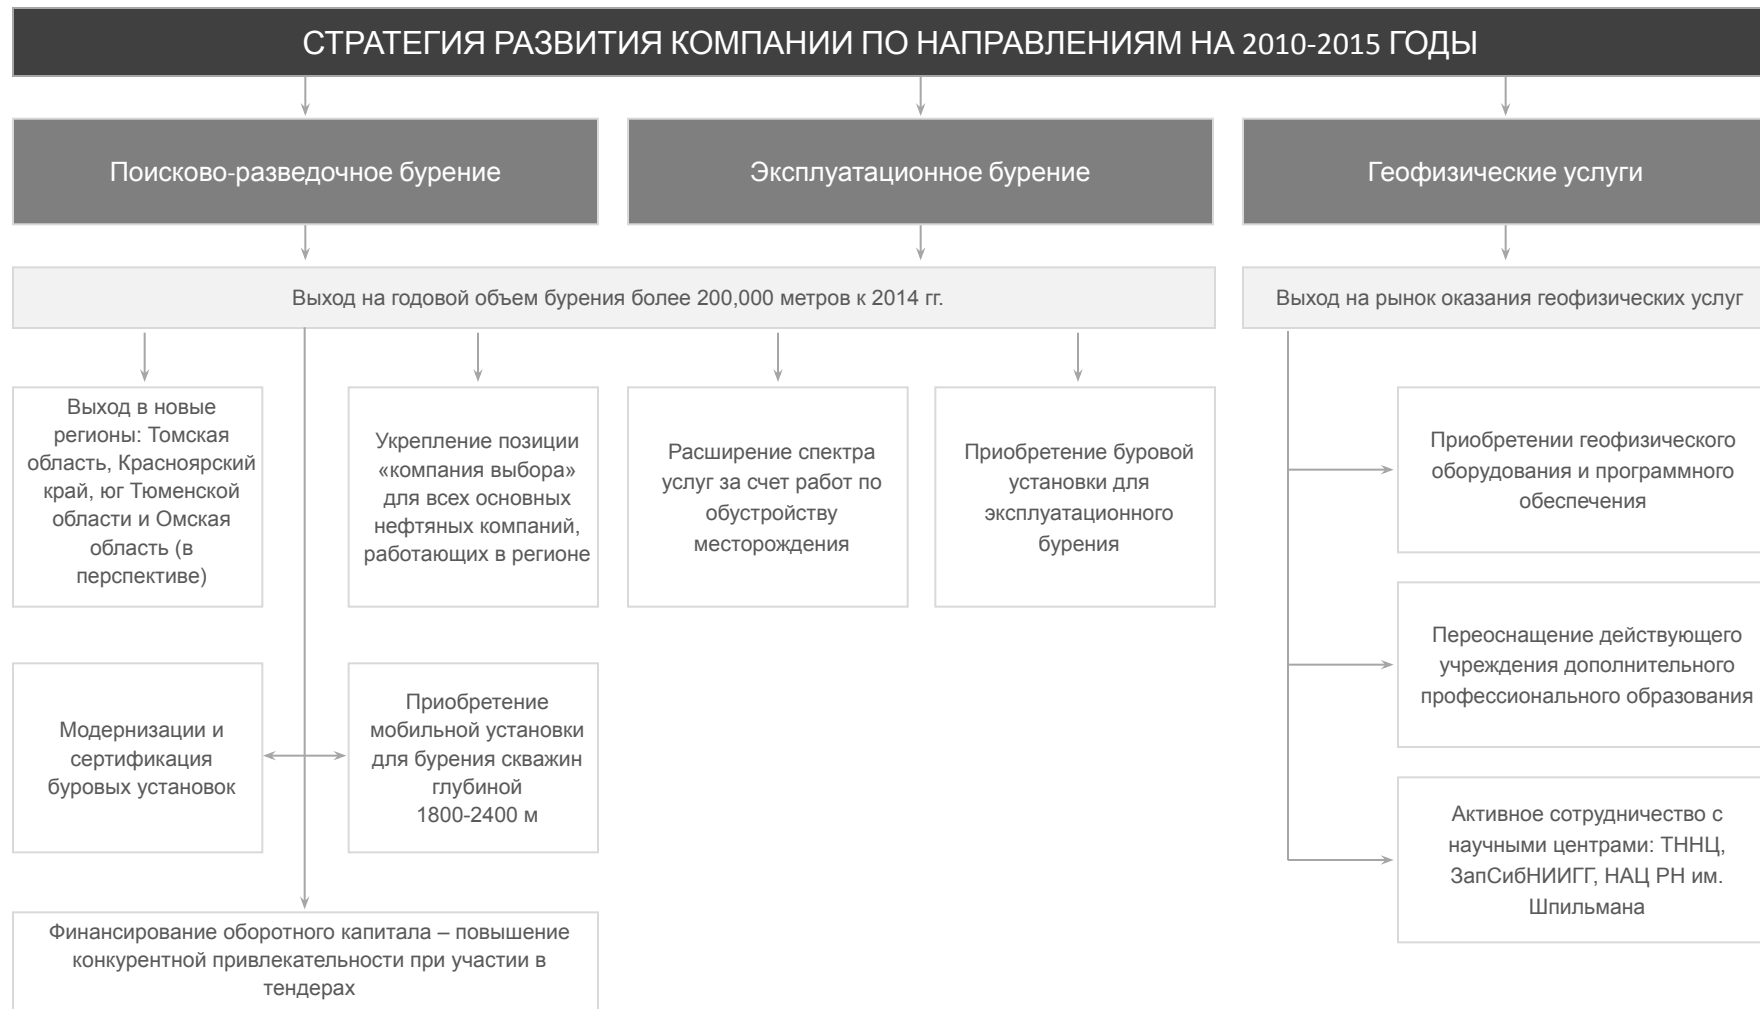 СТРАТЕГИЯ РАЗВИТИЯ КОМПАНИИ ПО НАПРАВЛЕНИЯМ НА 2010-2015 ГОДЫ
Поисково-разведочное бурение
Эксплуатационное бурение
Геофизические услуги
Выход на годовой объем бурения более 200,000 метров к 2014 гг.
Выход на рынок оказания геофизических услуг
Выход в новые
регионы: Томская
область, Красноярский
край, юг Тюменской
области и Омская
область (в
перспективе)
Укрепление позиции
«компания выбора»
для всех основных
нефтяных компаний,
работающих в регионе
Расширение спектра
услуг за счет работ по
обустройству
месторождения
Приобретение буровой
установки для
эксплуатационного
бурения
Приобретении геофизического
оборудования и программного
обеспечения
Переоснащение действующего
учреждения дополнительного
профессионального образования
Модернизации и
сертификация
буровых установок
Приобретение
мобильной установки
для бурения скважин
глубиной
1800-2400 м
Активное сотрудничество с
научными центрами: ТННЦ,
ЗапСибНИИГГ, НАЦ РН им.
Шпильмана
Финансирование оборотного капитала – повышение
конкурентной привлекательности при участии в
тендерах